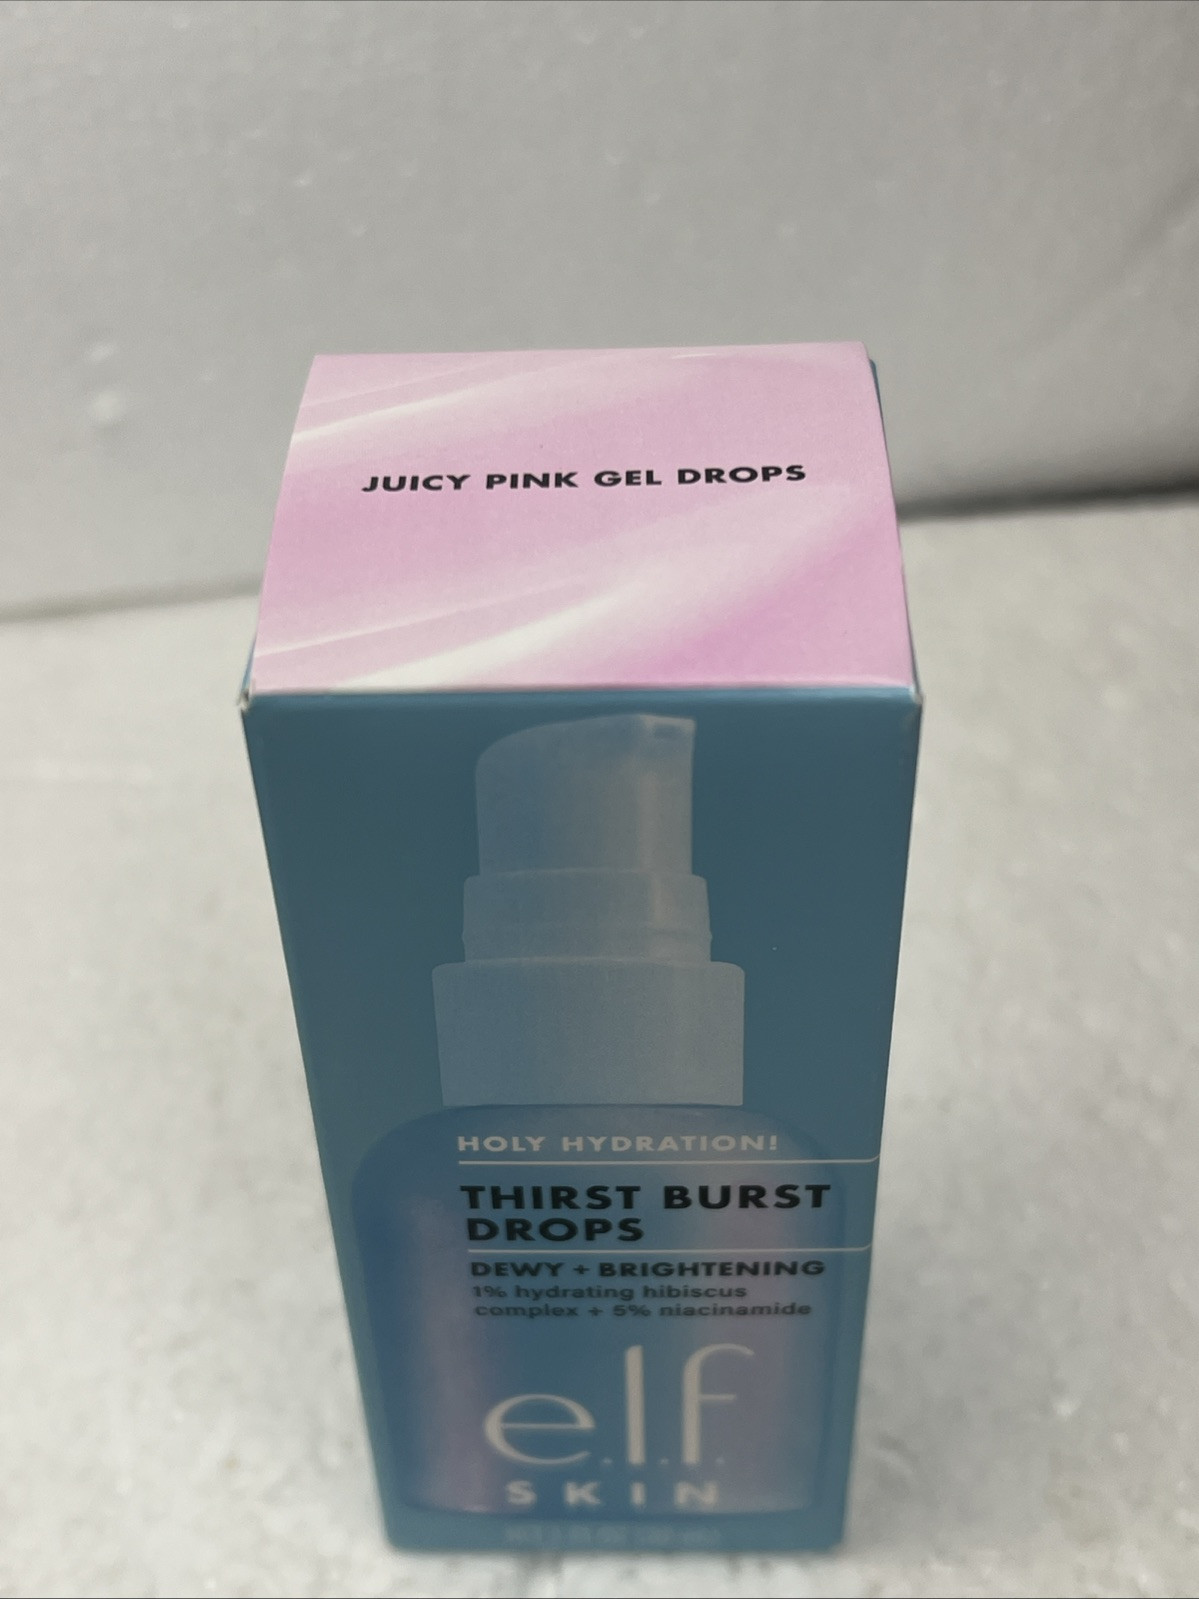 JUICY PINK GEL DROPS
HOLY HYDRATION!
THIRST BURST
DROPS
DEWY + BRIGHTENING
1% hydrating hibiscus
complex + 5% niacinamide
e.l.f.
SKIN